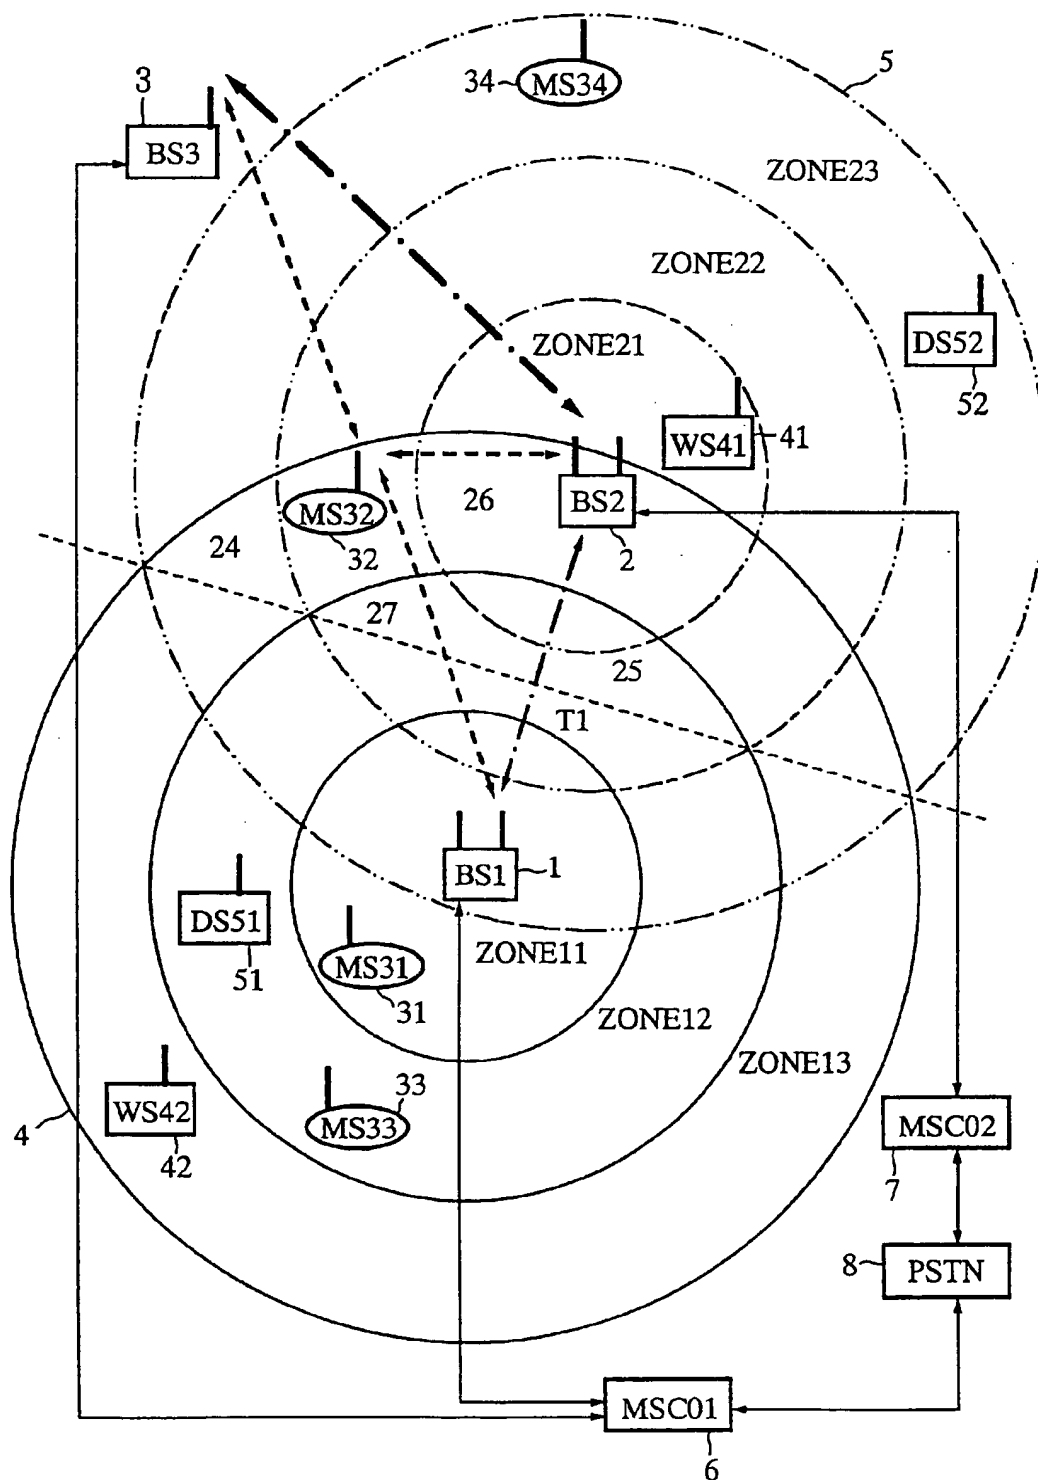 34 MS34
5
3
BS3
ZONE23
ZONE22
ZONE21
DS52
52
WS41 41
26
BS2
2
MS32
32
24
27
25
T1
BS1 1
DS51
51
MS31
31
ZONE11
ZONE12
ZONE13
WS42
42
33
MS33
4
MSC02
7
8 PSTN
MSC01
6